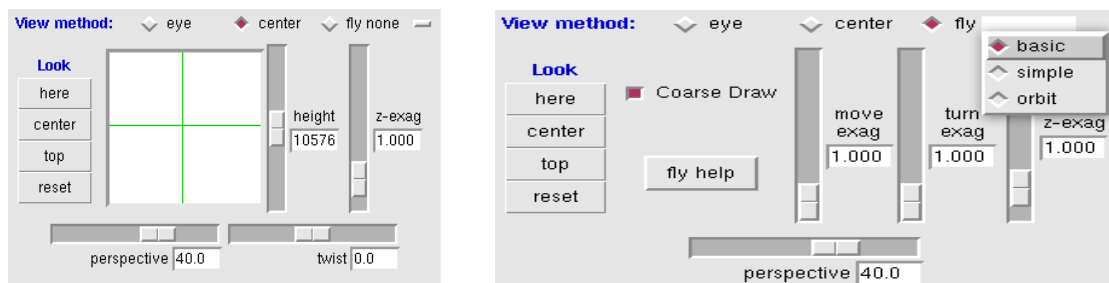 View method: eye center fly none
Look
here
center
top
reset
height
10576
z-exag
1.000
perspective 40.0
twist 0.0
View method: eye center fly
basic
simple
orbit
Look
here
center
top
reset
Coarse Draw
fly help
move
exag
1.000
turn
exag
1.000
z-exag
1.000
perspective 40.0